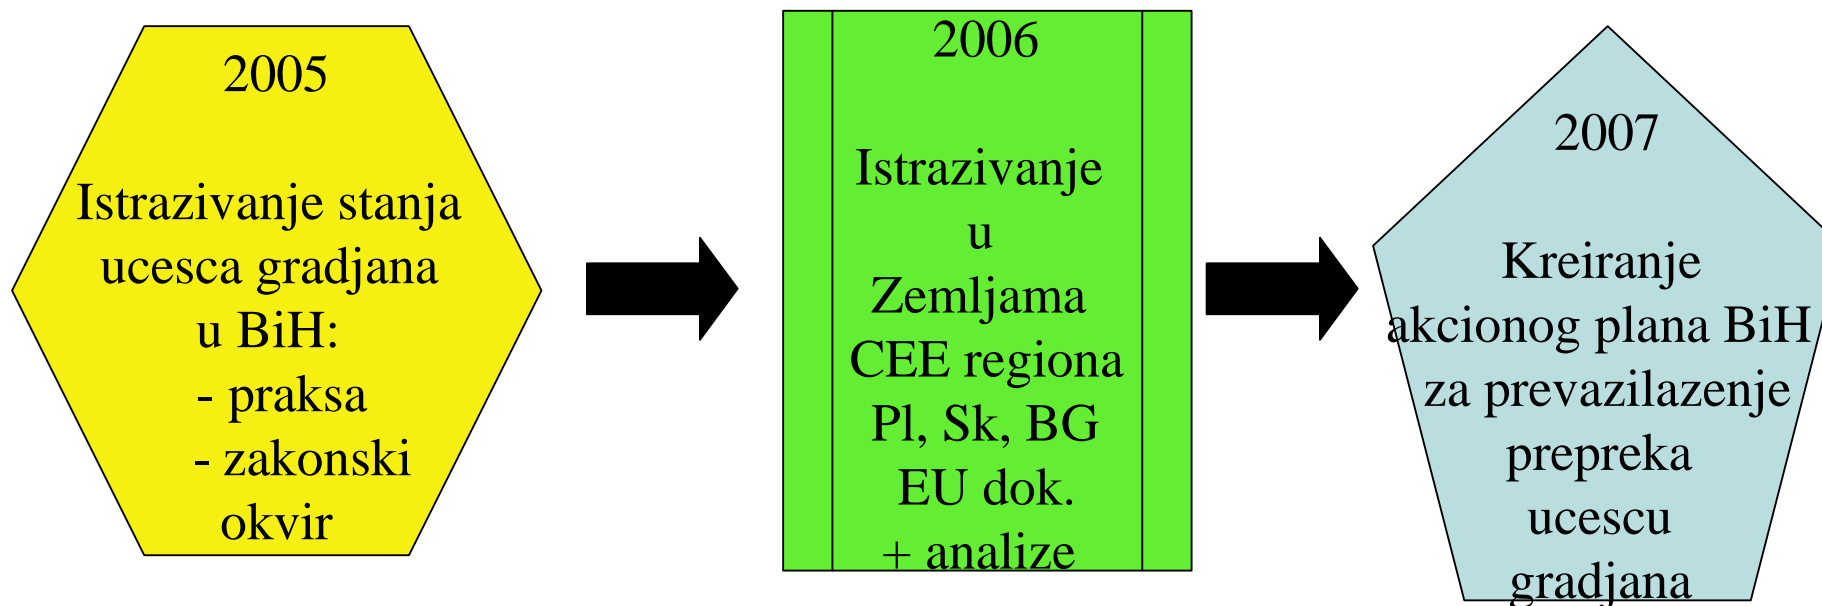 2005
Istrazivanje stanja
ucesca gradjana
u BiH:
- praksa
- zakonski
okvir
2006
Istrazivanje
u
Zemljama
CEE regiona
Pl, Sk, BG
EU dok.
+ analize
2007
Kreiranje
akcionog plana BiH
za prevazilazenje
prepreka
ucescu
gradjana